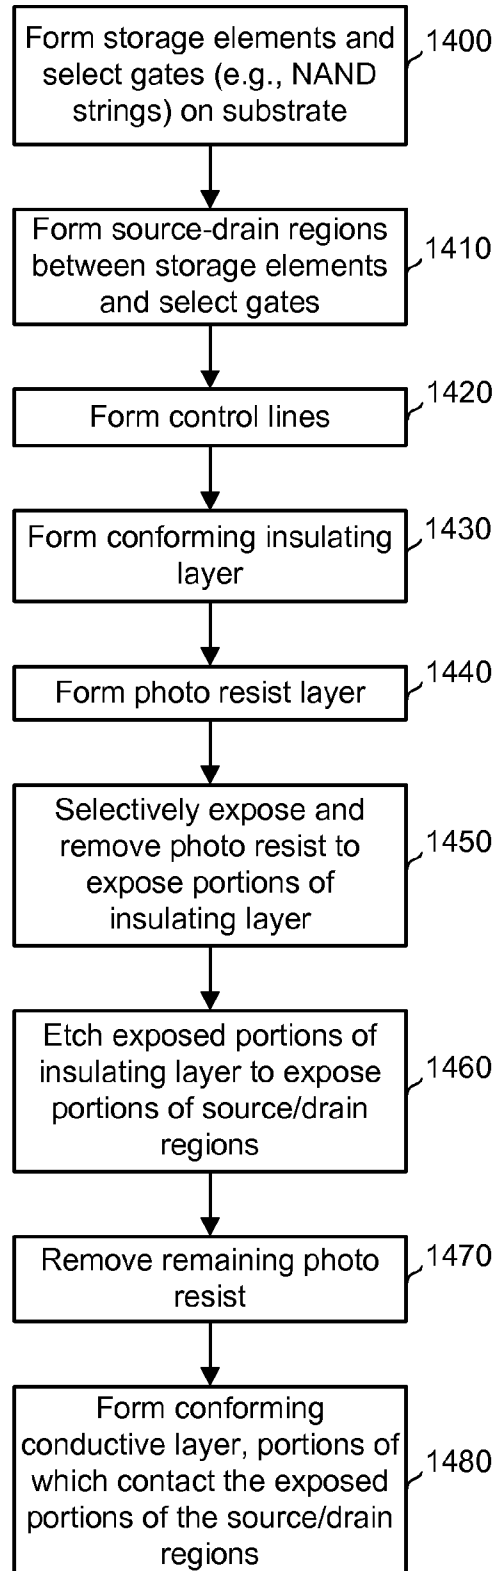 Form storage elements and
select gates (e.g., NAND
strings) on substrate
1400
Form source-drain regions
between storage elements
and select gates
1410
Form control lines
1420
Form conforming insulating
layer
1430
Form photo resist layer
1440
Selectively expose and
remove photo resist to
expose portions of
insulating layer
1450
Etch exposed portions of
insulating layer to expose
portions of source/drain
regions
1460
Remove remaining photo
resist
1470
Form conforming
conductive layer, portions of
which contact the exposed
portions of the source/drain
regions
1480